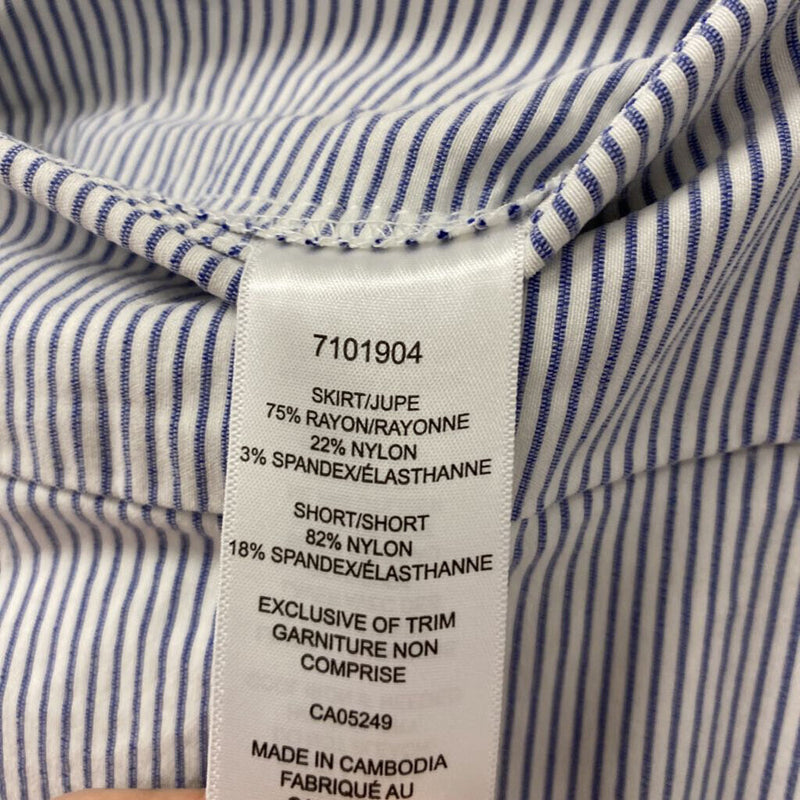 7101904
SKIRT/JUPE
75% RAYON/RAYONNE
22% NYLON
3% SPANDEX/ÉLASTHANNE
SHORT/SHORT
82% NYLON
18% SPANDEX/ÉLASTHANNE
EXCLUSIVE OF TRIM
GARNITURE NON
COMPRISE
CA05249
MADE IN CAMBODIA
FABRIQUÉ AU